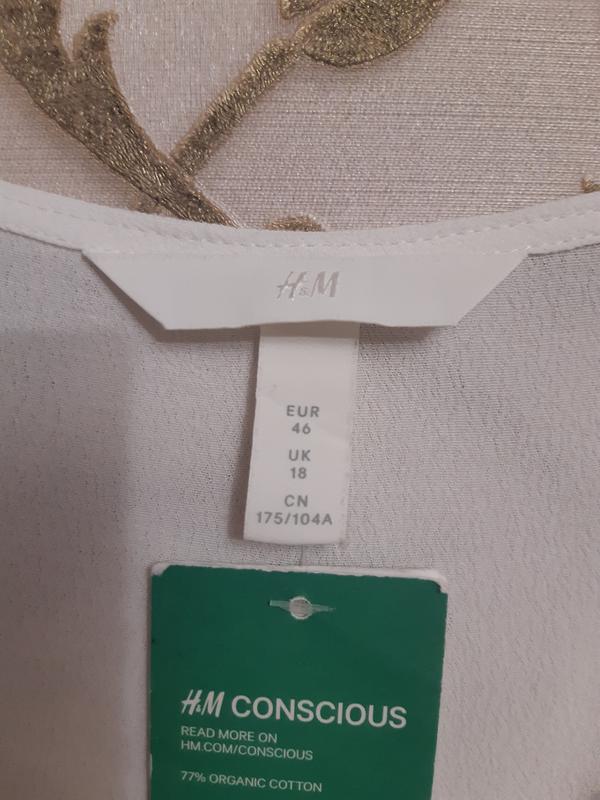 H&M
EUR
46
UK
18
CN
175/104A
H&M CONSCIOUS
READ MORE ON
HM.COM/CONSCIOUS
77% ORGANIC COTTON